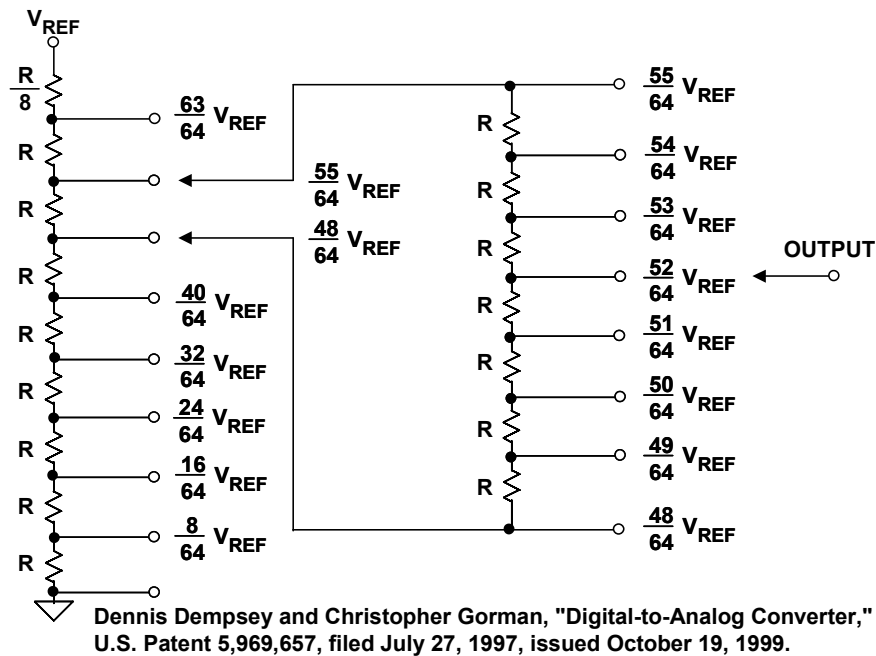 VREF
R
8
R
R
R
R
R
R
R
R
63
64 VREF
40
64 VREF
32
64 VREF
24
64 VREF
16
64 VREF
8
64 VREF
55
64 VREF
48
64 VREF
R
R
R
R
R
R
R
55
64 VREF
54
64 VREF
53
64 VREF
52
64 VREF
51
64 VREF
50
64 VREF
49
64 VREF
48
64 VREF
OUTPUT
Dennis Dempsey and Christopher Gorman, "Digital-to-Analog Converter,"
U.S. Patent 5,969,657, filed July 27, 1997, issued October 19, 1999.